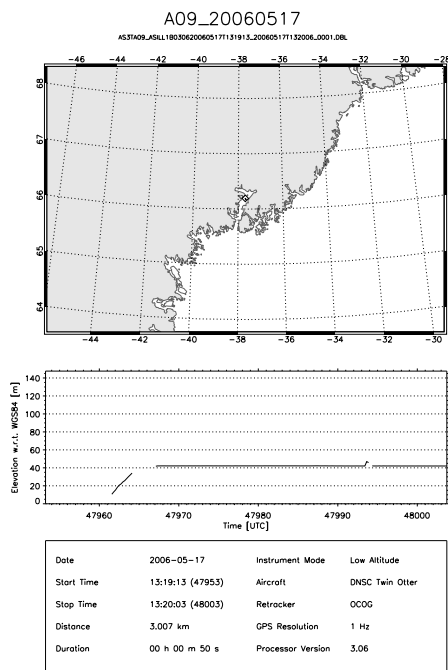 A09_20060517
AS3TA09_ASILL1B030620060517T131913_20060517T132006_0001.DBL
-46 -44 -42 -40 -38 -36 -34 -32 -30 -28
68
67
66
65
64
-44 -42 -40 -38 -36 -34 -32 -30
Elevation w.r.t. WGS84 [m]
140
120
100
80
60
40
20
0
47960 47970 47980 47990 48000
Time [UTC]
Date 2006-05-17 Instrument Mode Low Altitude
Start Time 13:19:13 (47953) Aircraft DNSC Twin Otter
Stop Time 13:20:03 (48003) Retracker OCOG
Distance 3.007 km GPS Resolution 1 Hz
Duration 00 h 00 m 50 s Processor Version 3.06